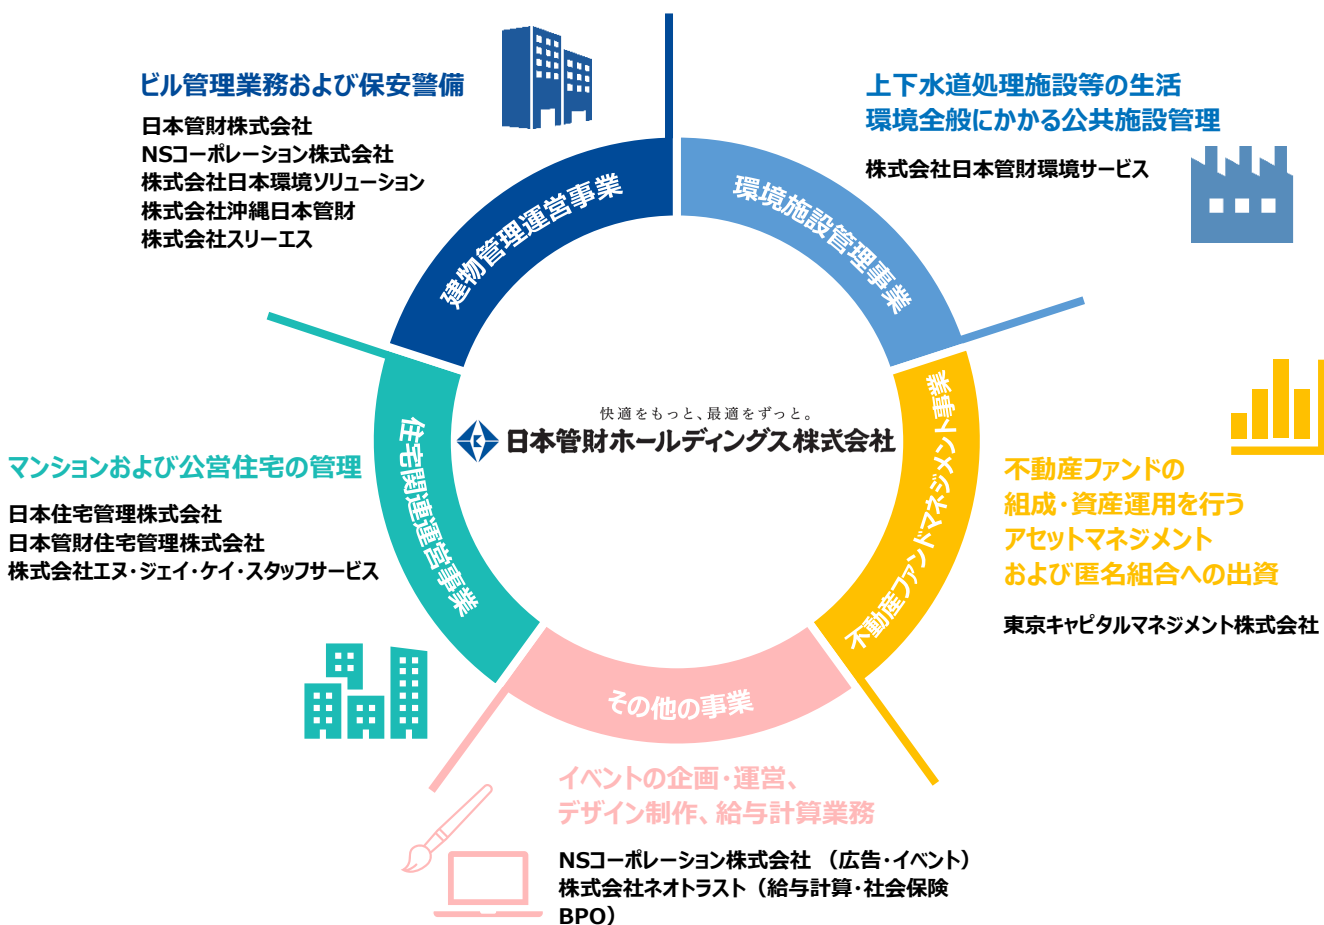 ビル管理業務および保安警備
日本管財株式会社
NSコーポレーション株式会社
株式会社日本環境ソリューション
株式会社沖縄日本管財
株式会社スリーエス
建物管理運営事業
上下水道処理施設等の生活
環境全般にかかる公共施設管理
株式会社日本管財環境サービス
環境施設管理事業
快適をもっと、最適をずっと。
日本管財ホールディングス株式会社
マンションおよび公営住宅の管理
日本住宅管理株式会社
日本管財住宅管理株式会社
株式会社エヌ・ジェイ・ケイ・スタッフサービス
住宅関連運営事業
不動産ファンドマネジメント事業
不動産ファンドの
組成・資産運用を行う
アセットマネジメント
および匿名組合への出資
東京キャピタルマネジメント株式会社
その他の事業
イベントの企画・運営、
デザイン制作、給与計算業務
NSコーポレーション株式会社 （広告・イベント）
株式会社ネオトラスト（給与計算・社会保険
BPO）